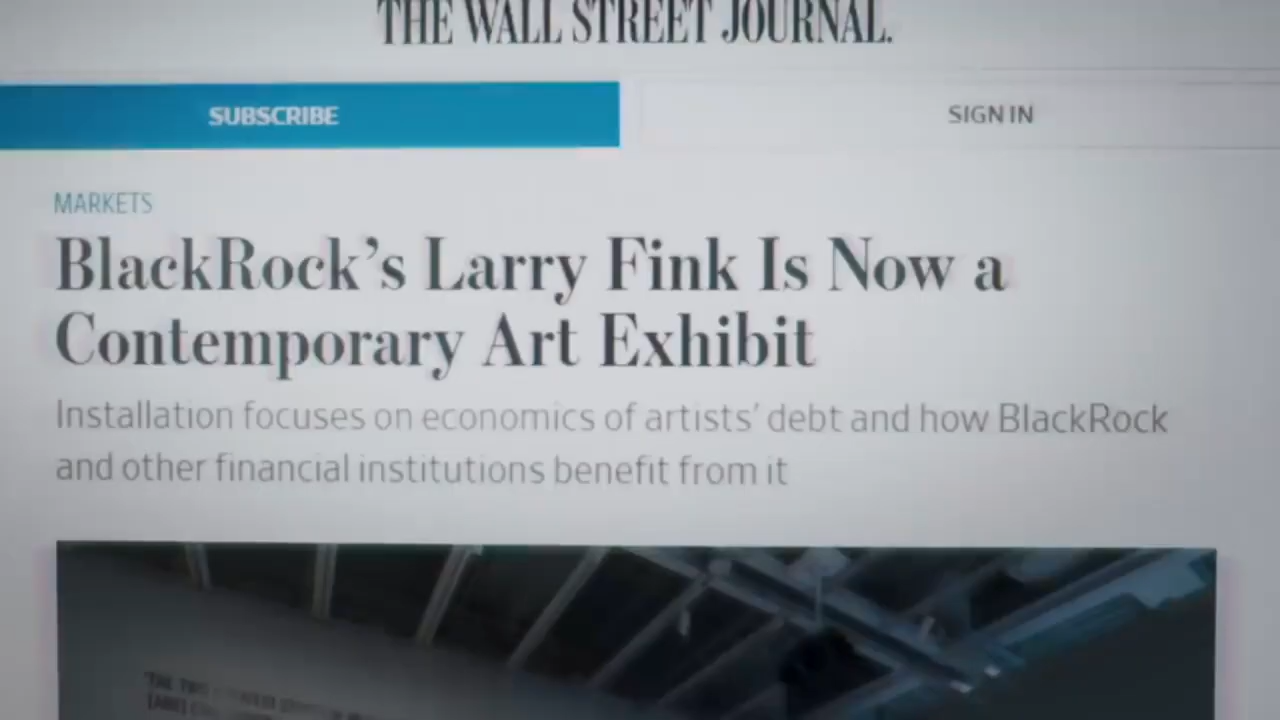 THE WALL STREET JOURNAL.
SUBSCRIBE
SIGN IN
MARKETS
BlackRock’s Larry Fink Is Now a
Contemporary Art Exhibit
Installation focuses on economics of artists’ debt and how BlackRock
and other financial institutions benefit from it